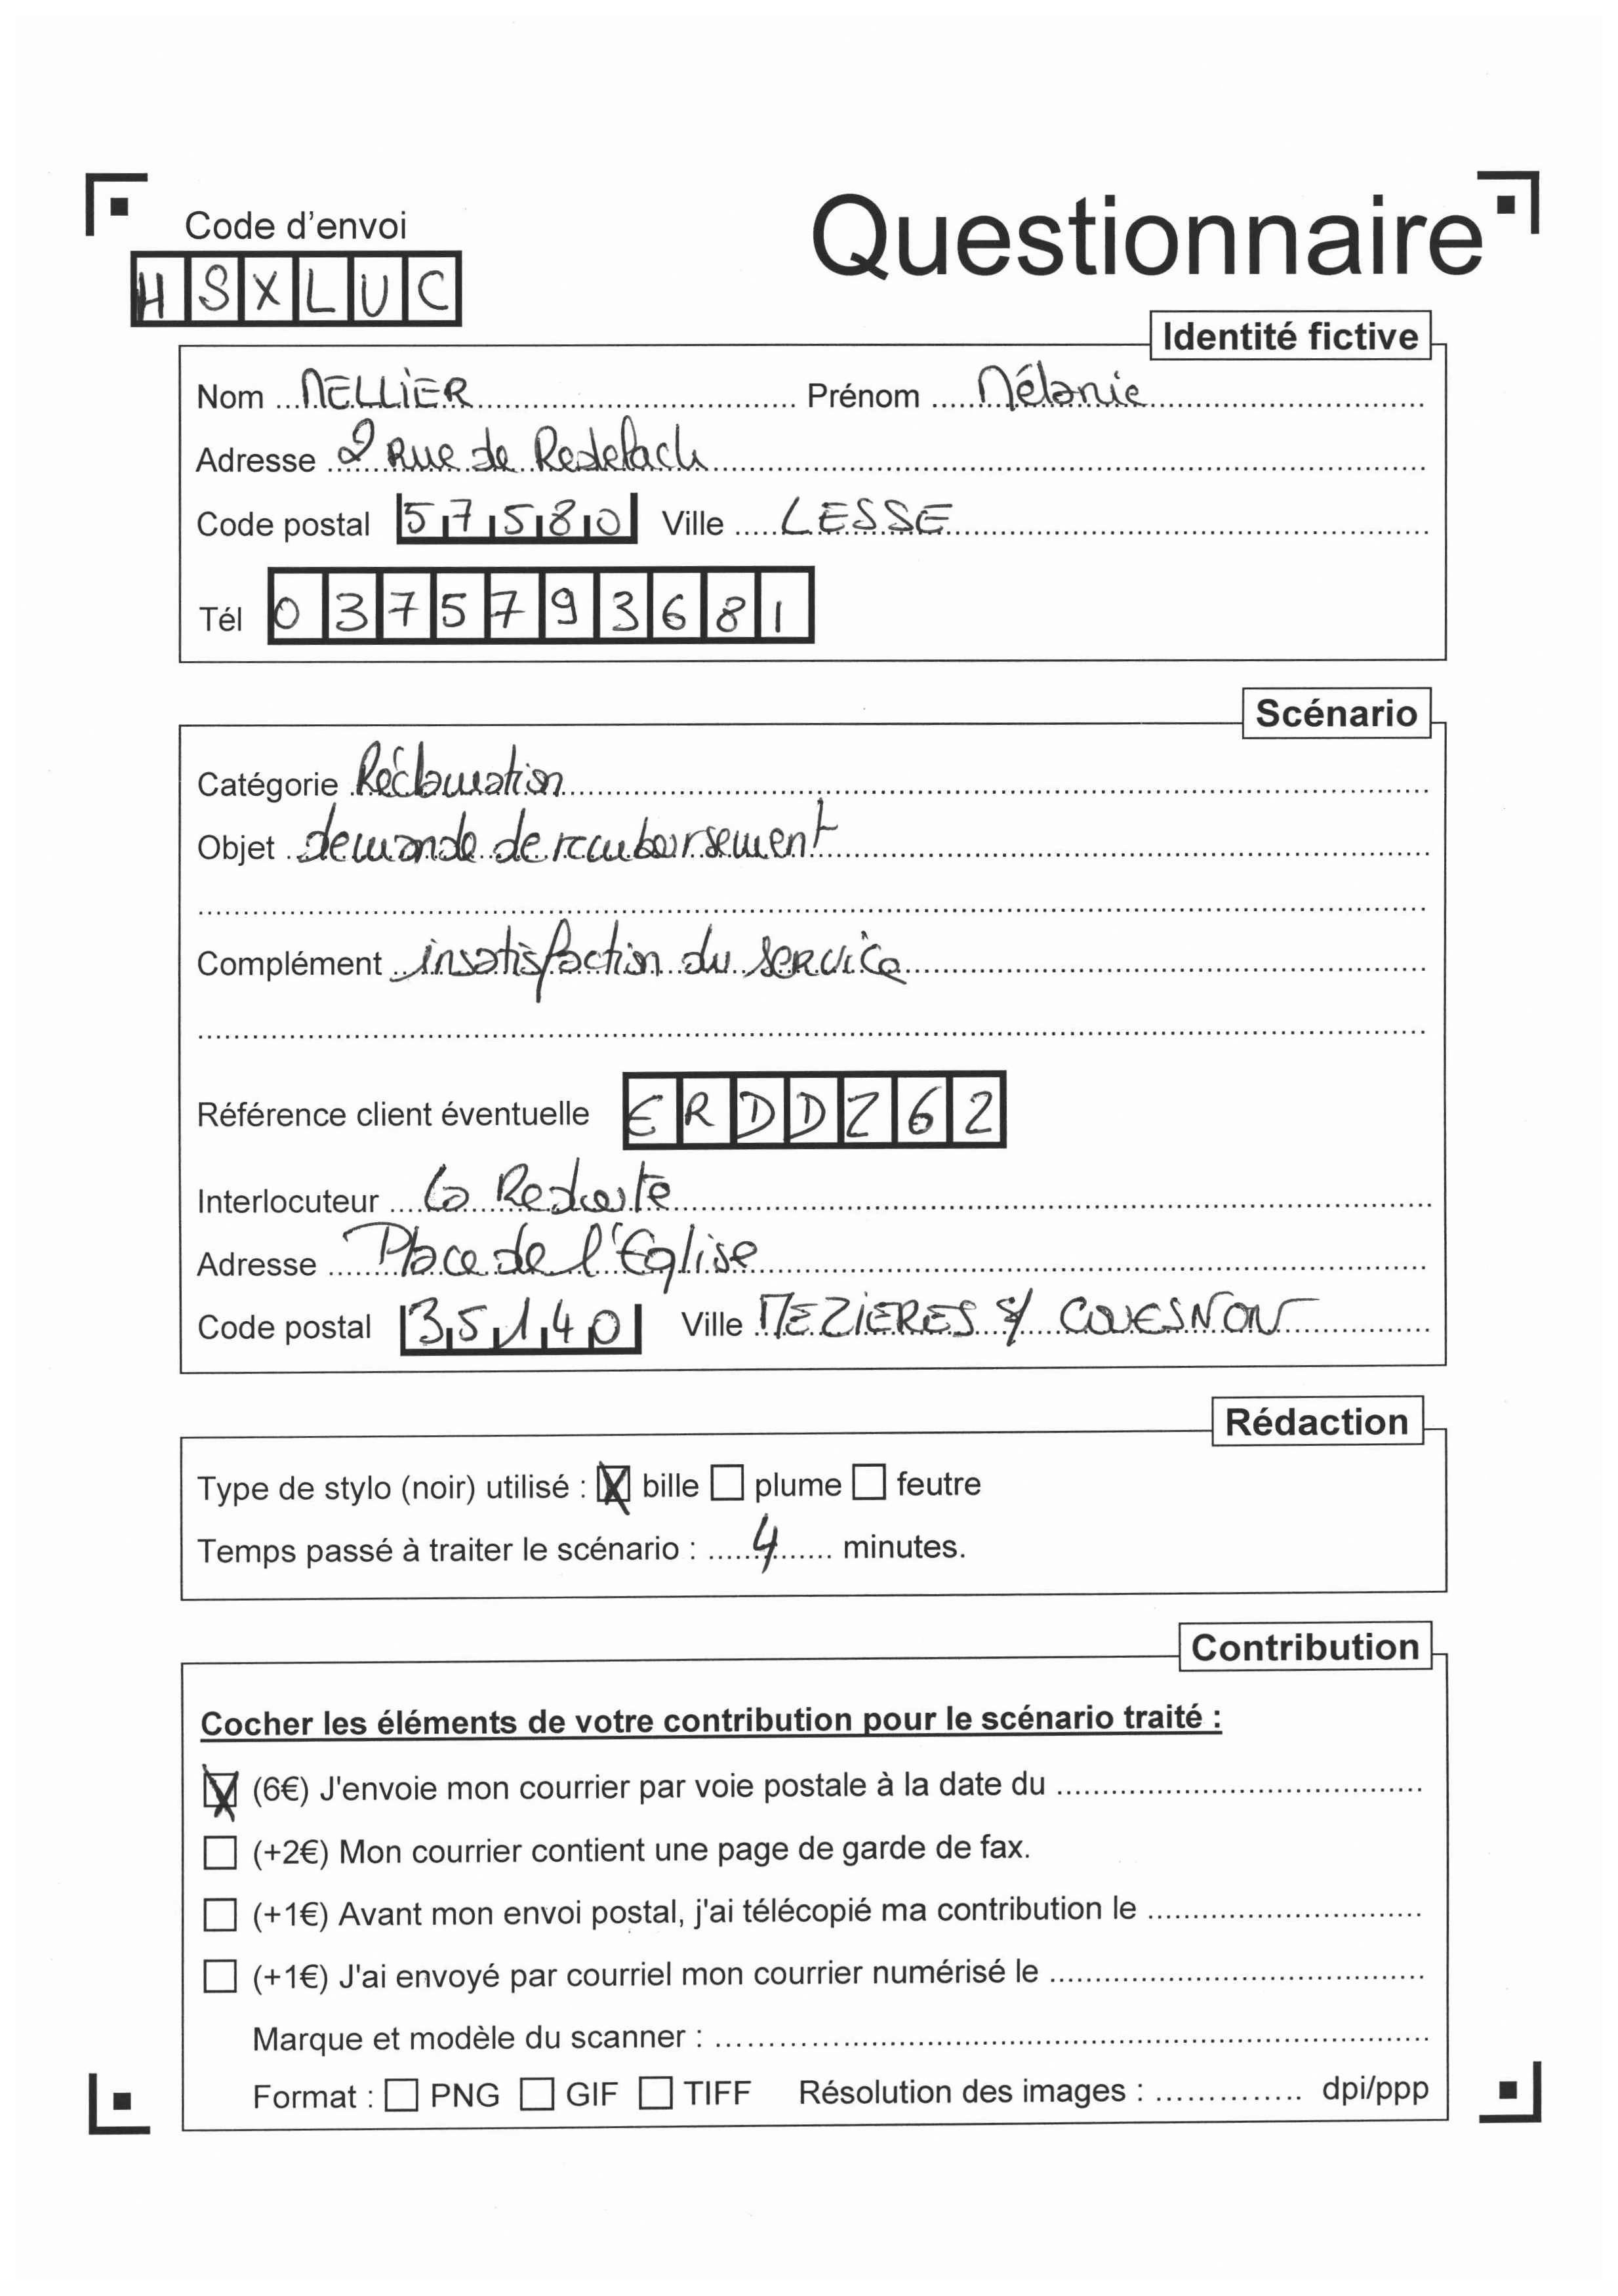 Questionnaire
Code d'envoi
HSXLUC
Identité fictive
Nom MELLIER Prénom Mélanie
Adresse 2 Rue de Redefach
Code postal 57580 Ville LESSE
Tél 0375793681
Scénario
Catégorie Réclamation
Objet demande de remboursement
Complément insatisfaction du service
Référence client éventuelle ERDDZ62
Interlocuteur La Redoute
Adresse Place de l'Eglise
Code postal 35140 Ville MEZIERES s/ COUESNON
Rédaction
Type de stylo (noir) utilisé : bille plume feutre
Temps passé à traiter le scénario : 4 minutes.
Contribution
Cocher les éléments de votre contribution pour le scénario traité :
(6€) J'envoie mon courrier par voie postale à la date du
(+2€) Mon courrier contient une page de garde de fax.
(+1€) Avant mon envoi postal, j'ai télécopié ma contribution le
(+1€) J'ai envoyé par courriel mon courrier numérisé le
Marque et modèle du scanner :
Format : PNG GIF TIFF Résolution des images : dpi/ppp